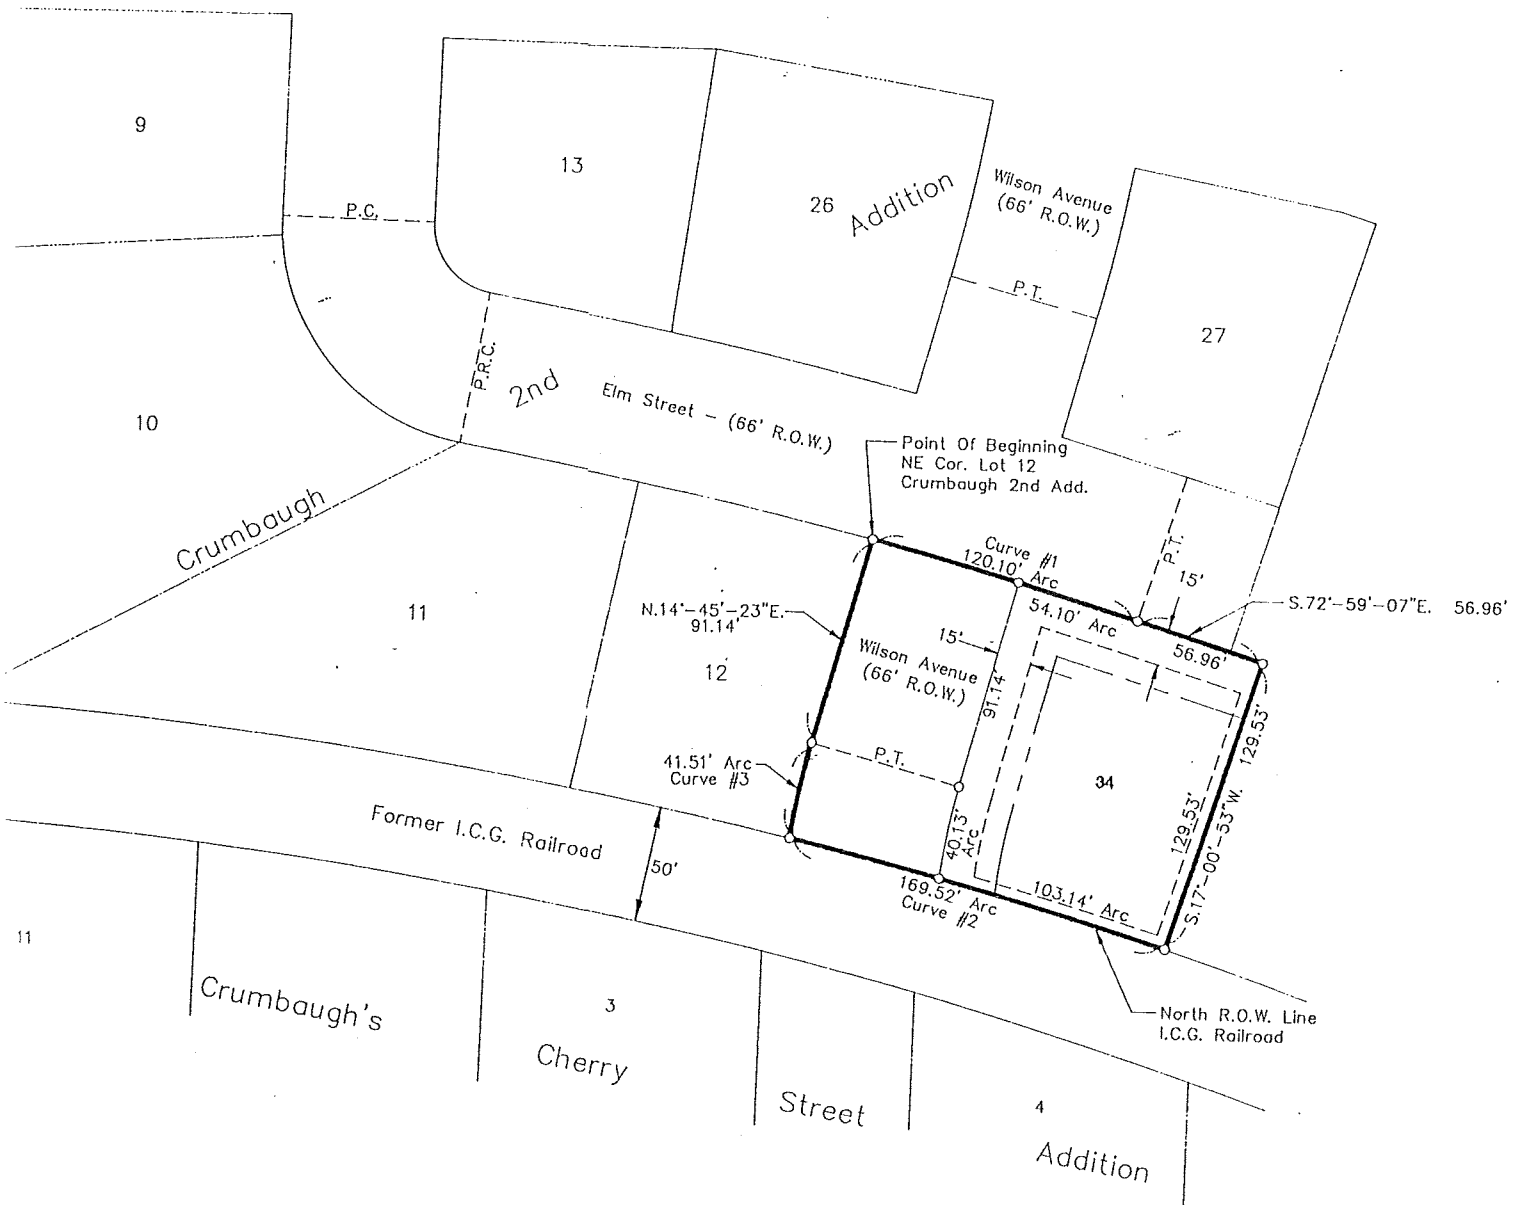 9
13
26
Addition
Wilson Avenue
(66' R.O.W.)
P.C.
P.T.
27
10
P.R.C.
2nd
Elm Street - (66' R.O.W.)
Point Of Beginning
NE Cor. Lot 12
Crumbaugh 2nd Add.
Crumbaugh
Curve #1
120.10' Arc
54.10' Arc
P.T.
15'
S.72°-59'-07"E. 56.96'
56.96'
11
N.14°-45'-23"E.
91.14'
12
15'
Wilson Avenue
(66' R.O.W.)
91.14'
129.53'
P.T.
34
41.51' Arc
Curve #3
40.13'
Arc
129.53'
S.17°-00'-53"W.
Former I.C.G. Railroad
50'
169.52' Arc
Curve #2
103.14' Arc
11
Crumbaugh's
3
North R.O.W. Line
I.C.G. Railroad
Cherry
Street
4
Addition